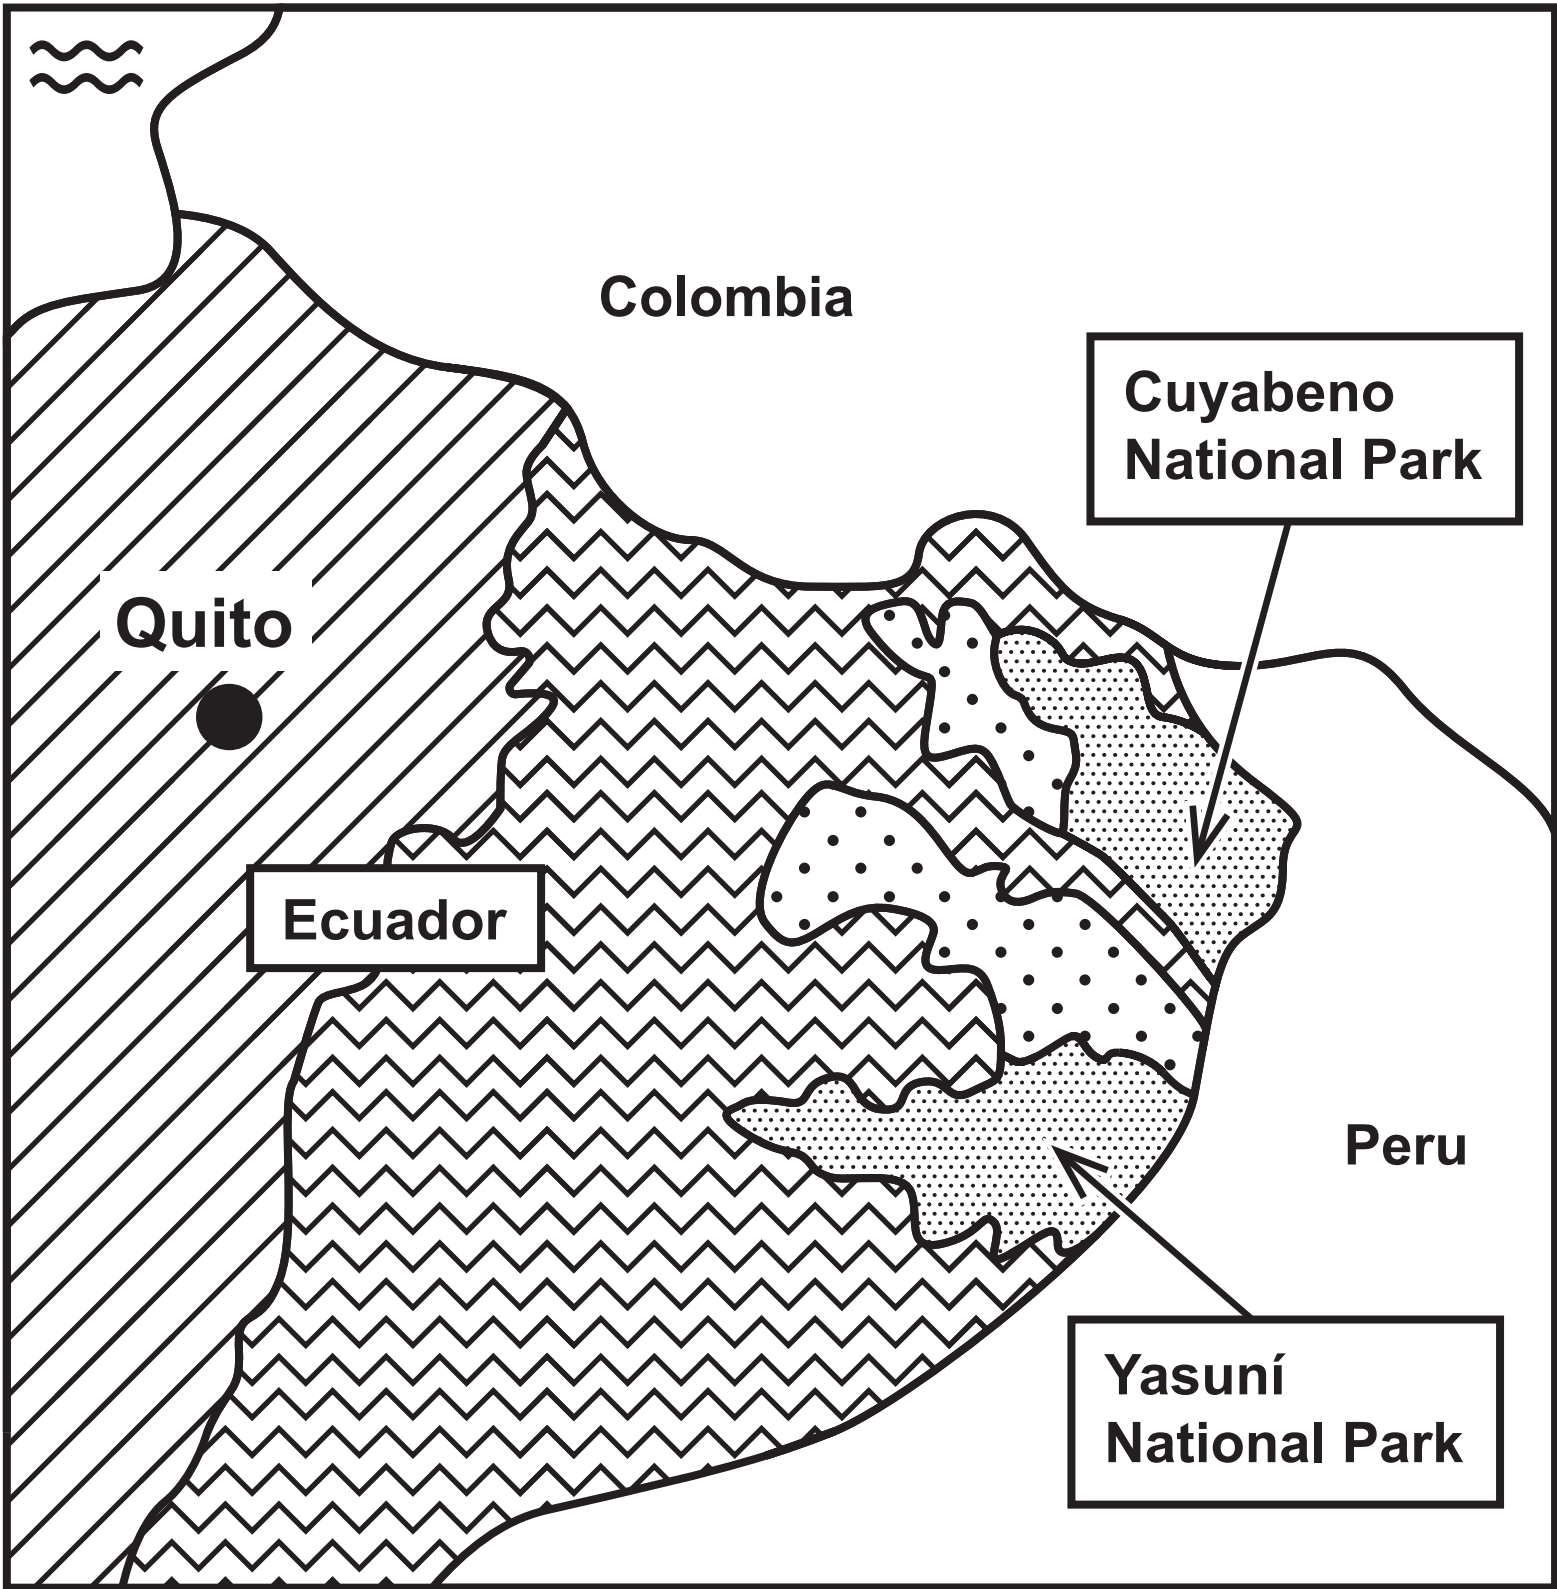 Colombia
Cuyabeno
National Park
Quito
Ecuador
Peru
Yasuní
National Park